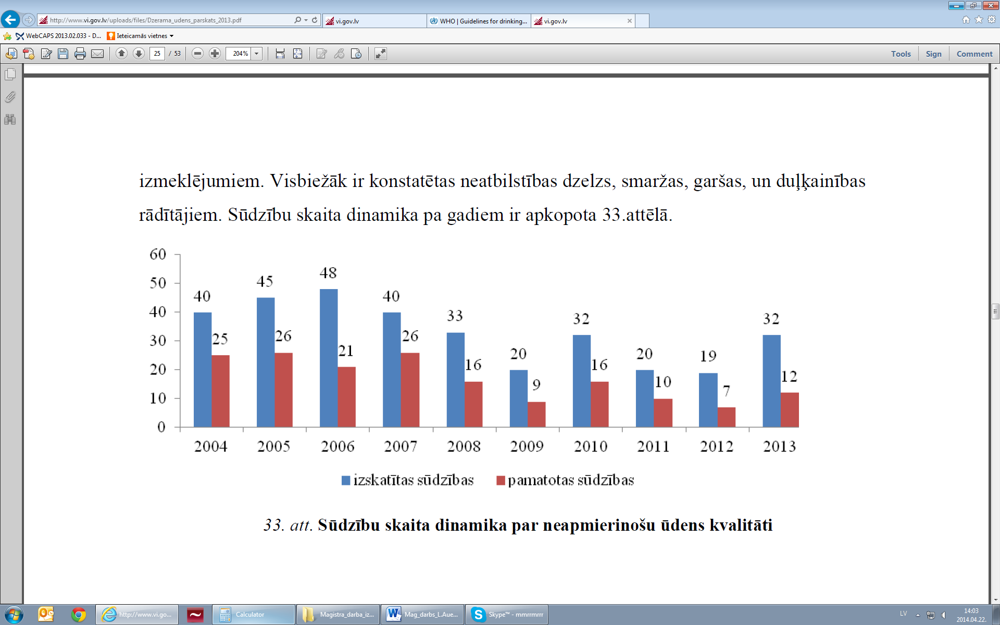 http://www.vi.gov.lv/uploads/files/Dzerama_udens_parskats_2013.pdf
vi.gov.lv
WHO | Guidelines for drinking...
vi.gov.lv
WebCAPS 2013.02.033 - D...
Ieteicamās vietnes
25 / 53
204%
Tools
Sign
Comment
izmeklējumiem. Visbiežāk ir konstatētas neatbilstības dzelzs, smaržas, garšas, un duļķainības
rādītājiem. Sūdzību skaita dinamika pa gadiem ir apkopota 33.attēlā.
60
50
40
30
20
10
0
40 25
45 26
48 21
40 26
33 16
20 9
32 16
20 10
19 7
32 12
2004 2005 2006 2007 2008 2009 2010 2011 2012 2013
izskatītas sūdzības pamatotas sūdzības
33. att. Sūdzību skaita dinamika par neapmierinošu ūdens kvalitāti
http://www.vi.go...
Calculator
Magistra_darba_iz...
Mag_darbs_L.Aue...
Skype™ - mmrrmrrr
LV
14:03
2014.04.22.